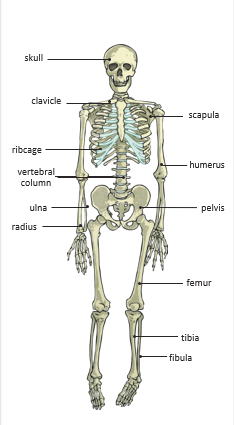 skull
clavicle
scapula
ribcage
humerus
vertebral
column
ulna
pelvis
radius
femur
tibia
fibula